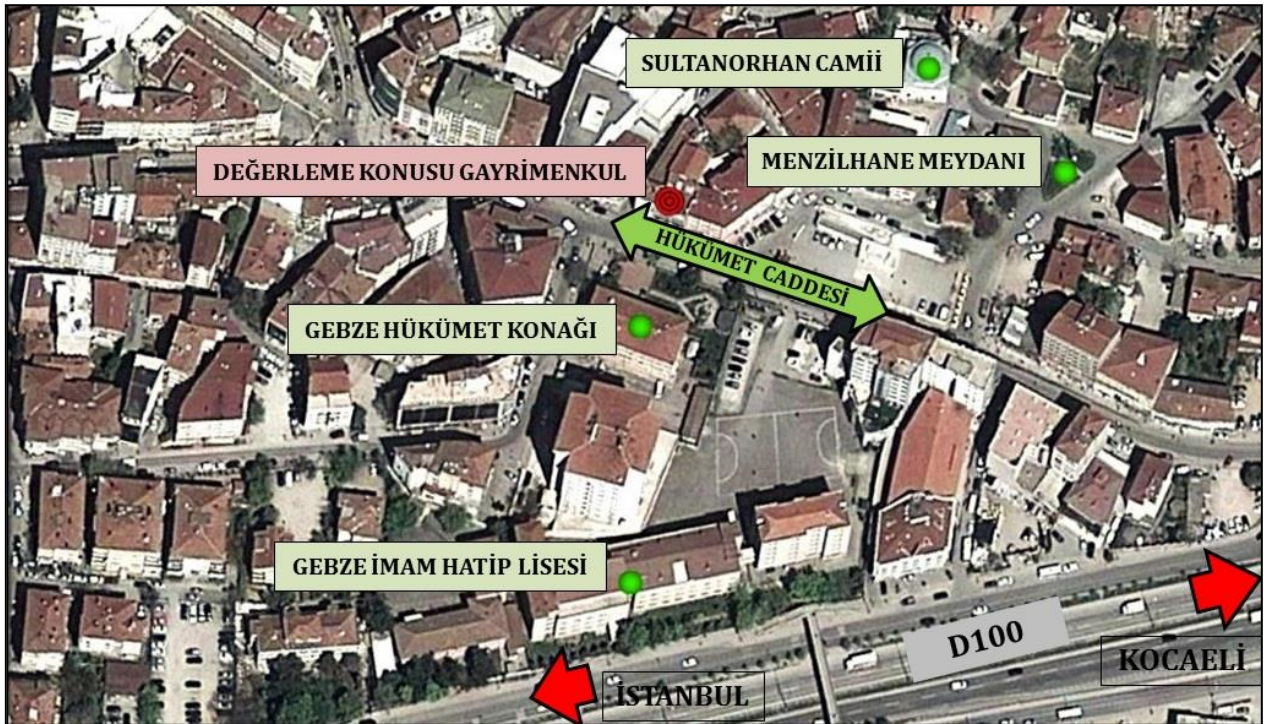 SULTANORHAN CAMİİ
DEĞERLEME KONUSU GAYRİMENKUL
MENZİLHANE MEYDANI
HÜKÜMET CADDESİ
GEBZE HÜKÜMET KONAĞI
GEBZE İMAM HATİP LİSESİ
D100
KOCAELİ
İSTANBUL